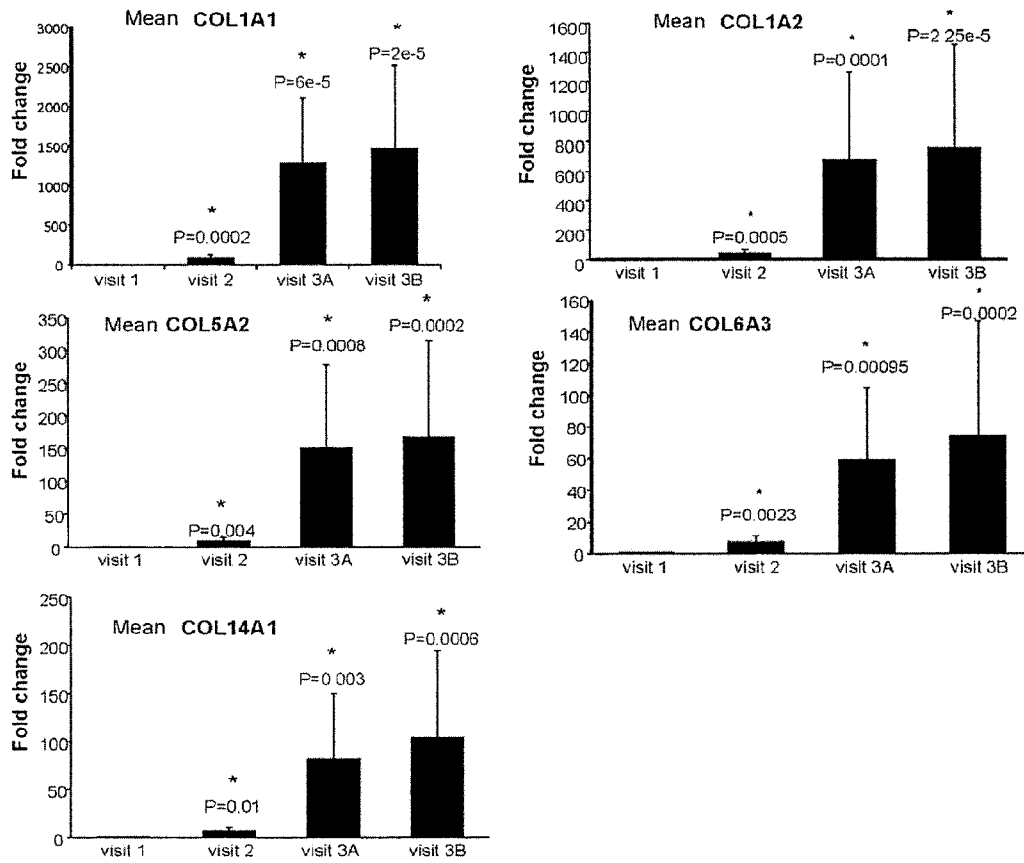 Mean COL1A1
Fold change
3000
2500
2000
1500
1000
500
0
*
P=0.0002
*
P=6e-5
*
P=2e-5
visit 1 visit 2 visit 3A visit 3B
Mean COL1A2
Fold change
1600
1400
1200
1000
800
600
400
200
0
*
P=0.0005
*
P=0.0001
*
P=2 25e-5
visit 1 visit 2 visit 3A visit 3B
Mean COL5A2
Fold change
350
300
250
200
150
100
50
0
*
P=0.004
*
P=0.0008
*
P=0.0002
visit 1 visit 2 visit 3A visit 3B
Mean COL6A3
Fold change
160
140
120
100
80
60
40
20
0
*
P=0.0023
*
P=0.00095
*
P=0.0002
visit 1 visit 2 visit 3A visit 3B
Mean COL14A1
Fold change
250
200
150
100
50
0
*
P=0.01
*
P=0.003
*
P=0.0006
visit 1 visit 2 visit 3A visit 3B